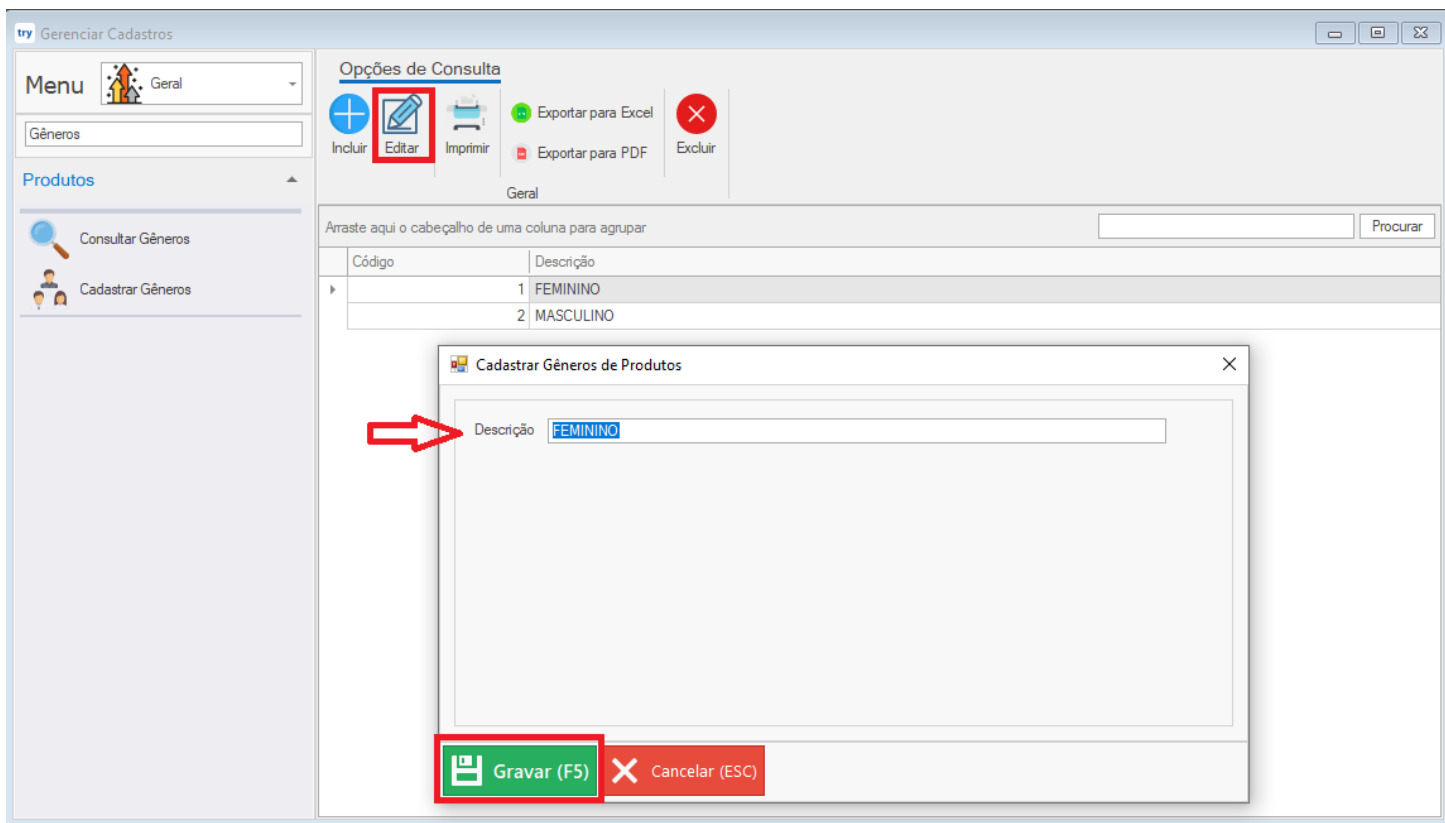 try Gerenciar Cadastros
Menu Geral
Gêneros
Produtos
Consultar Gêneros
Cadastrar Gêneros
Opções de Consulta
Incluir
Editar
Imprimir
Exportar para Excel
Exportar para PDF
Excluir
Geral
Arraste aqui o cabeçalho de uma coluna para agrupar
Procurar
Código Descrição
1 FEMININO
2 MASCULINO
Cadastrar Gêneros de Produtos
Descrição FEMININO
Gravar (F5) Cancelar (ESC)